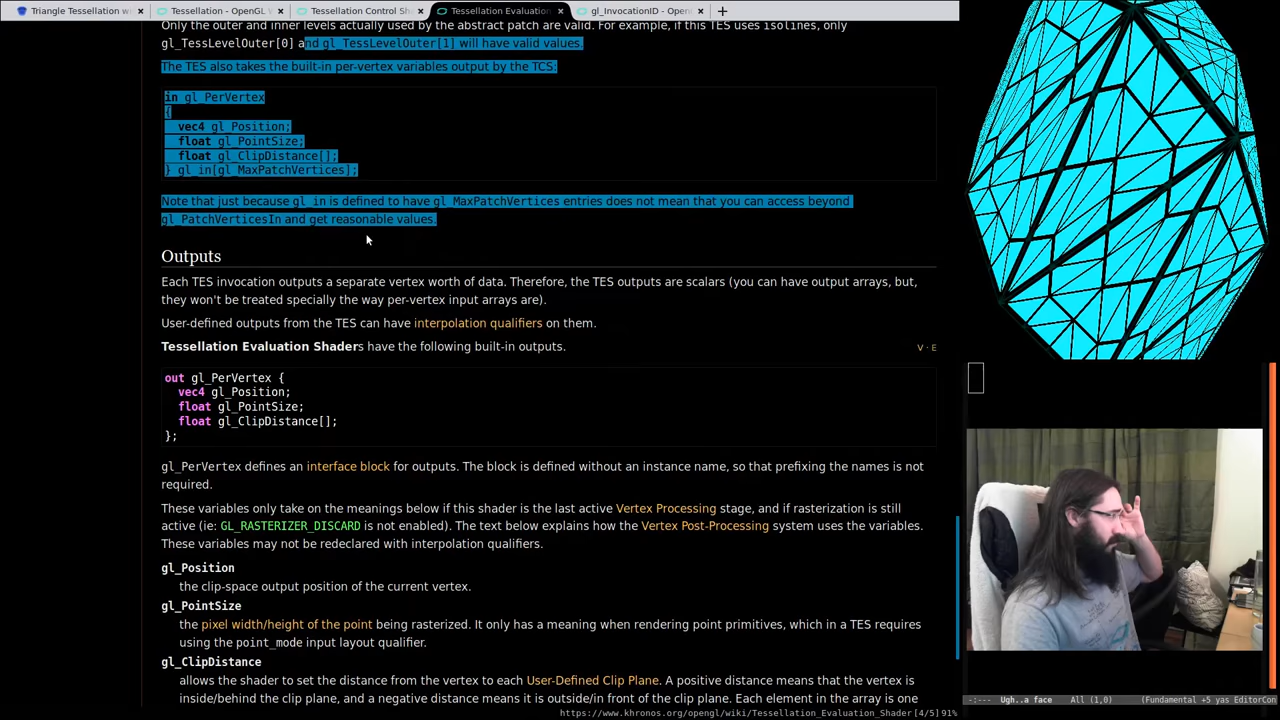 Triangle Tessellation w
Tessellation - OpenGL W
Tessellation Control Sha
Tessellation Evaluation
gl_InvocationID - OpenG
Only the outer and inner levels actually used by the abstract patch are valid. For example, if this TES uses isolines, only
gl_TessLevelOuter[0] and gl_TessLevelOuter[1] will have valid values.
The TES also takes the built-in per-vertex variables output by the TCS:
in gl_PerVertex
{
vec4 gl_Position;
float gl_PointSize;
float gl_ClipDistance[];
} gl_in[gl_MaxPatchVertices];
Note that just because gl_in is defined to have gl_MaxPatchVertices entries does not mean that you can access beyond
gl_PatchVerticesIn and get reasonable values.
Outputs
Each TES invocation outputs a separate vertex worth of data. Therefore, the TES outputs are scalars (you can have output arrays, but,
they won't be treated specially the way per-vertex input arrays are).
User-defined outputs from the TES can have interpolation qualifiers on them.
Tessellation Evaluation Shaders have the following built-in outputs.
V · E
out gl_PerVertex {
vec4 gl_Position;
float gl_PointSize;
float gl_ClipDistance[];
};
gl_PerVertex defines an interface block for outputs. The block is defined without an instance name, so that prefixing the names is not
required.
These variables only take on the meanings below if this shader is the last active Vertex Processing stage, and if rasterization is still
active (ie: GL_RASTERIZER_DISCARD is not enabled). The text below explains how the Vertex Post-Processing system uses the variables.
These variables may not be redeclared with interpolation qualifiers.
gl_Position
the clip-space output position of the current vertex.
gl_PointSize
the pixel width/height of the point being rasterized. It only has a meaning when rendering point primitives, which in a TES requires
using the point_mode input layout qualifier.
gl_ClipDistance
allows the shader to set the distance from the vertex to each User-Defined Clip Plane. A positive distance means that the vertex is
inside/behind the clip plane, and a negative distance means it is outside/in front of the clip plane. Each element in the array is one
https://www.khronos.org/opengl/wiki/Tessellation_Evaluation_Shader [4/5] 91%
-:--- Ugh..a face All (1,0) (Fundamental +5 yas EditorCon